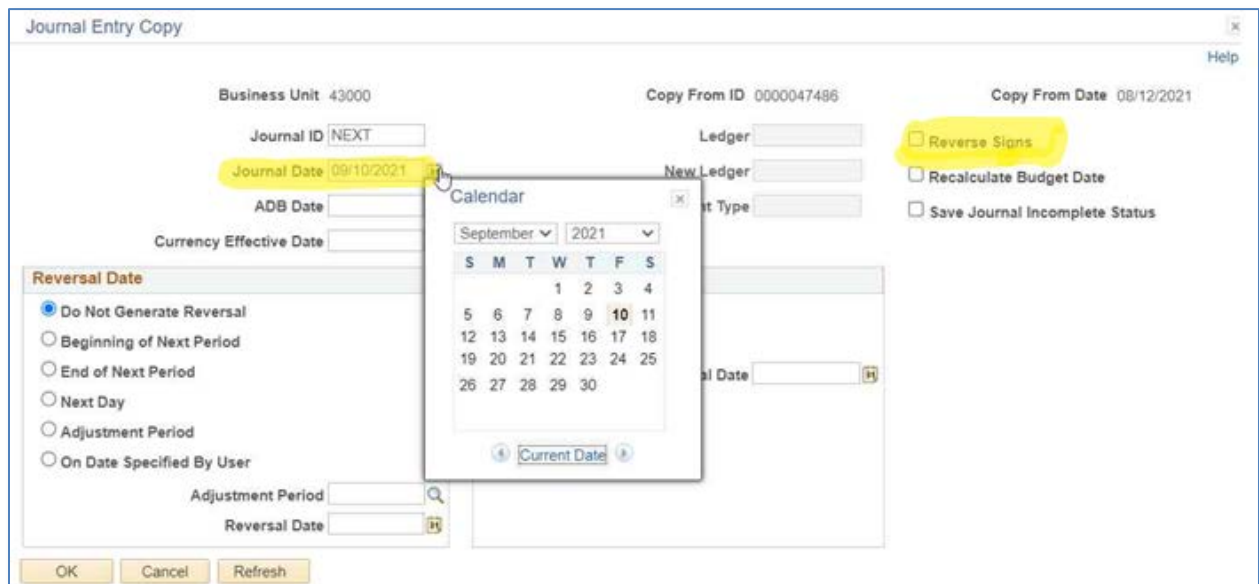 Journal Entry Copy
Help
Business Unit 43000 Copy From ID 0000047486 Copy From Date 08/12/2021
Journal ID NEXT Ledger Reverse Signs
Journal Date 09/10/2021 New Ledger Recalculate Budget Date
ADB Date Type Save Journal Incomplete Status
Currency Effective Date
Calendar
September 2021
S M T W T F S
1 2 3 4
5 6 7 8 9 10 11
12 13 14 15 16 17 18
19 20 21 22 23 24 25
26 27 28 29 30
Current Date
Reversal Date
Do Not Generate Reversal
Beginning of Next Period
End of Next Period
Date
Next Day
Adjustment Period
On Date Specified By User
Adjustment Period
Reversal Date
OK Cancel Refresh